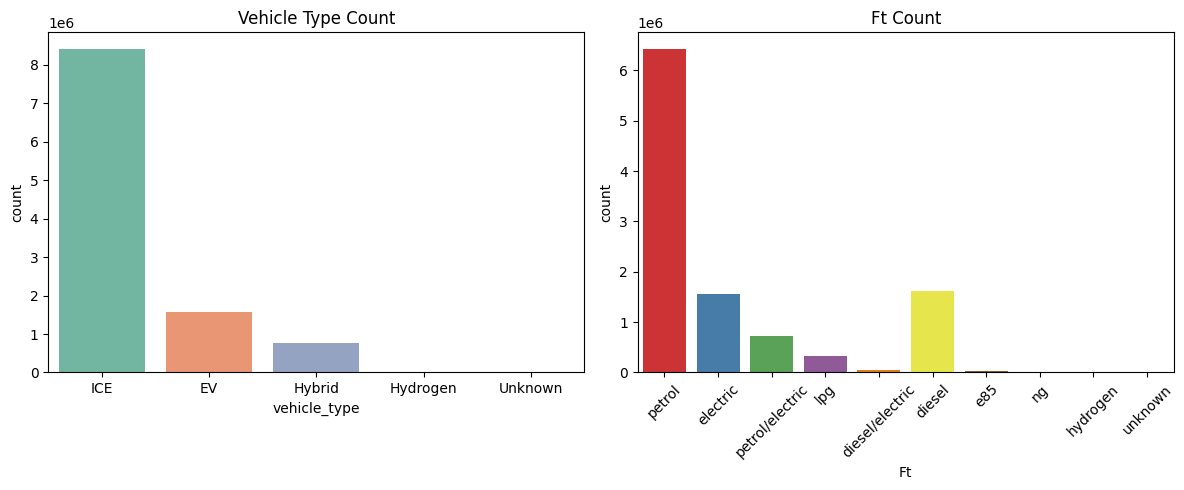 Vehicle Type Count
1e6
8
7
6
5
4
3
2
1
0
count
ICE EV Hybrid Hydrogen Unknown
vehicle_type
Ft Count
1e6
6
5
4
3
2
1
0
count
petrol electric petrol/electric lpg diesel/electric diesel e85 ng hydrogen unknown
Ft